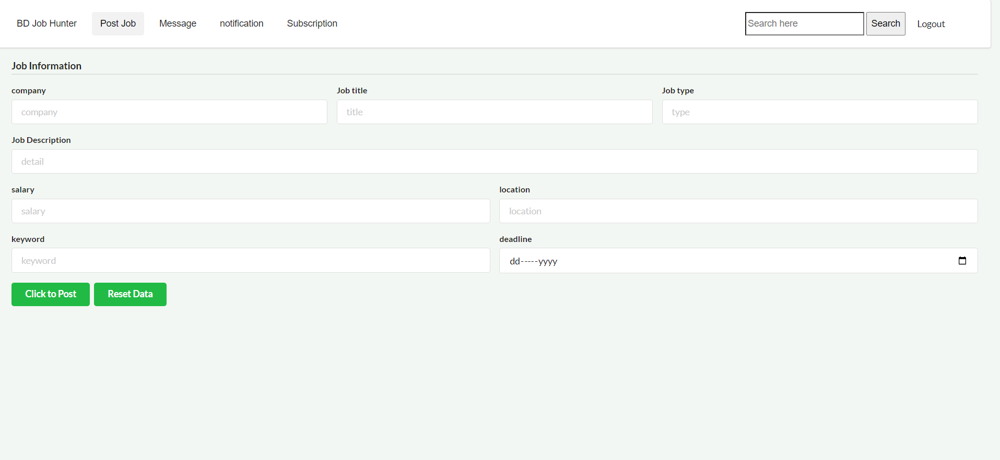 BD Job Hunter Post Job Message notification Subscription Search here Search Logout
Job Information
company Job title Job type
company title type
Job Description
detail
salary location
salary location
keyword deadline
keyword dd-----yyyy
Click to Post Reset Data